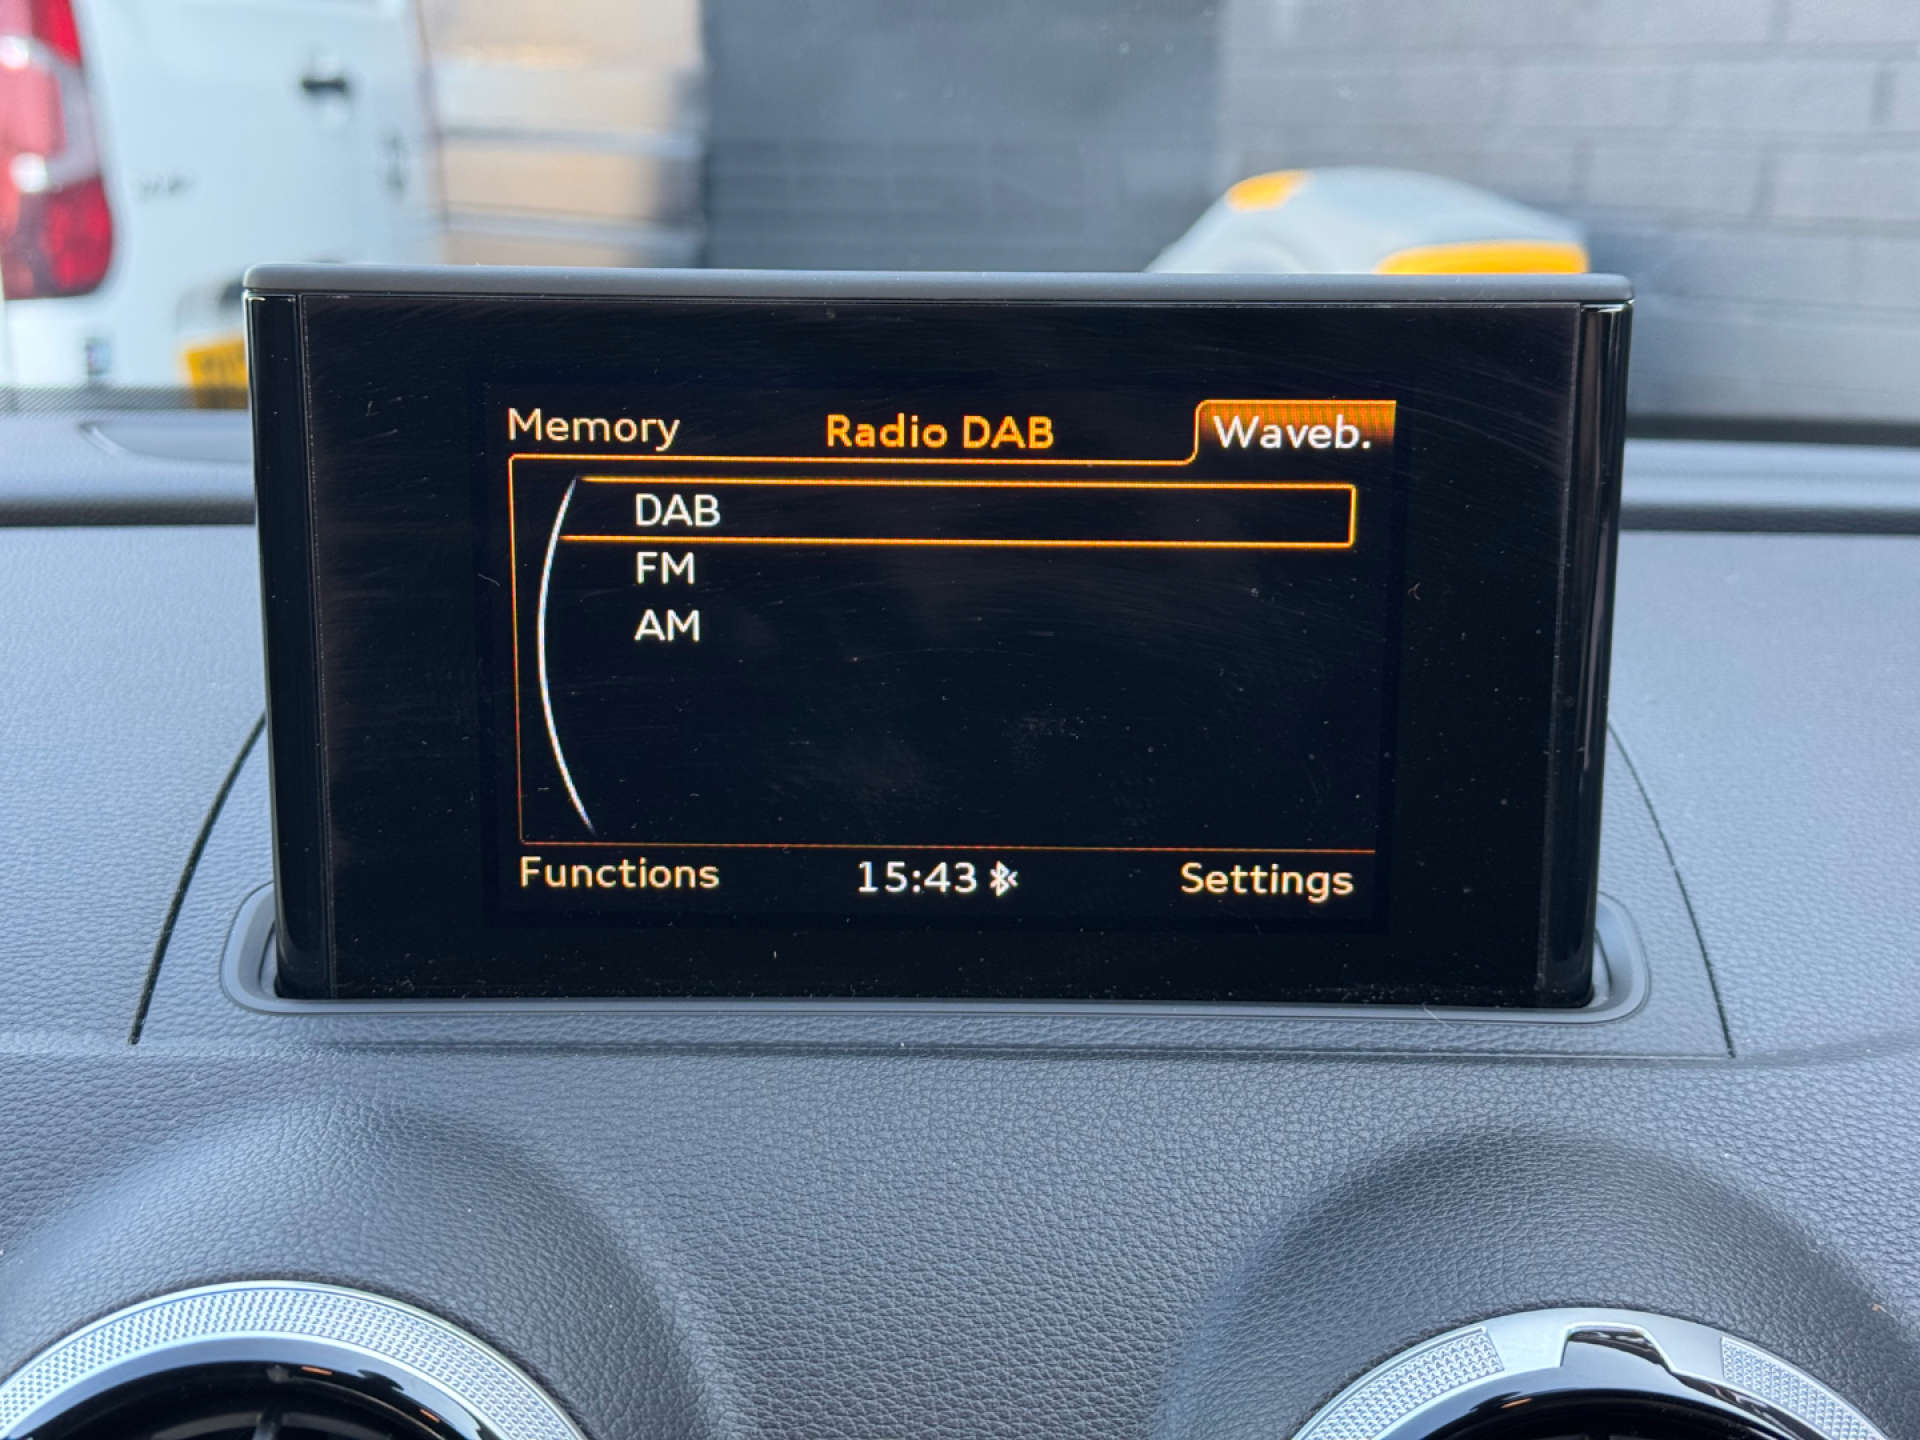 Memory Radio DAB Waveb.
DAB
FM
AM
Functions 15:43 Settings